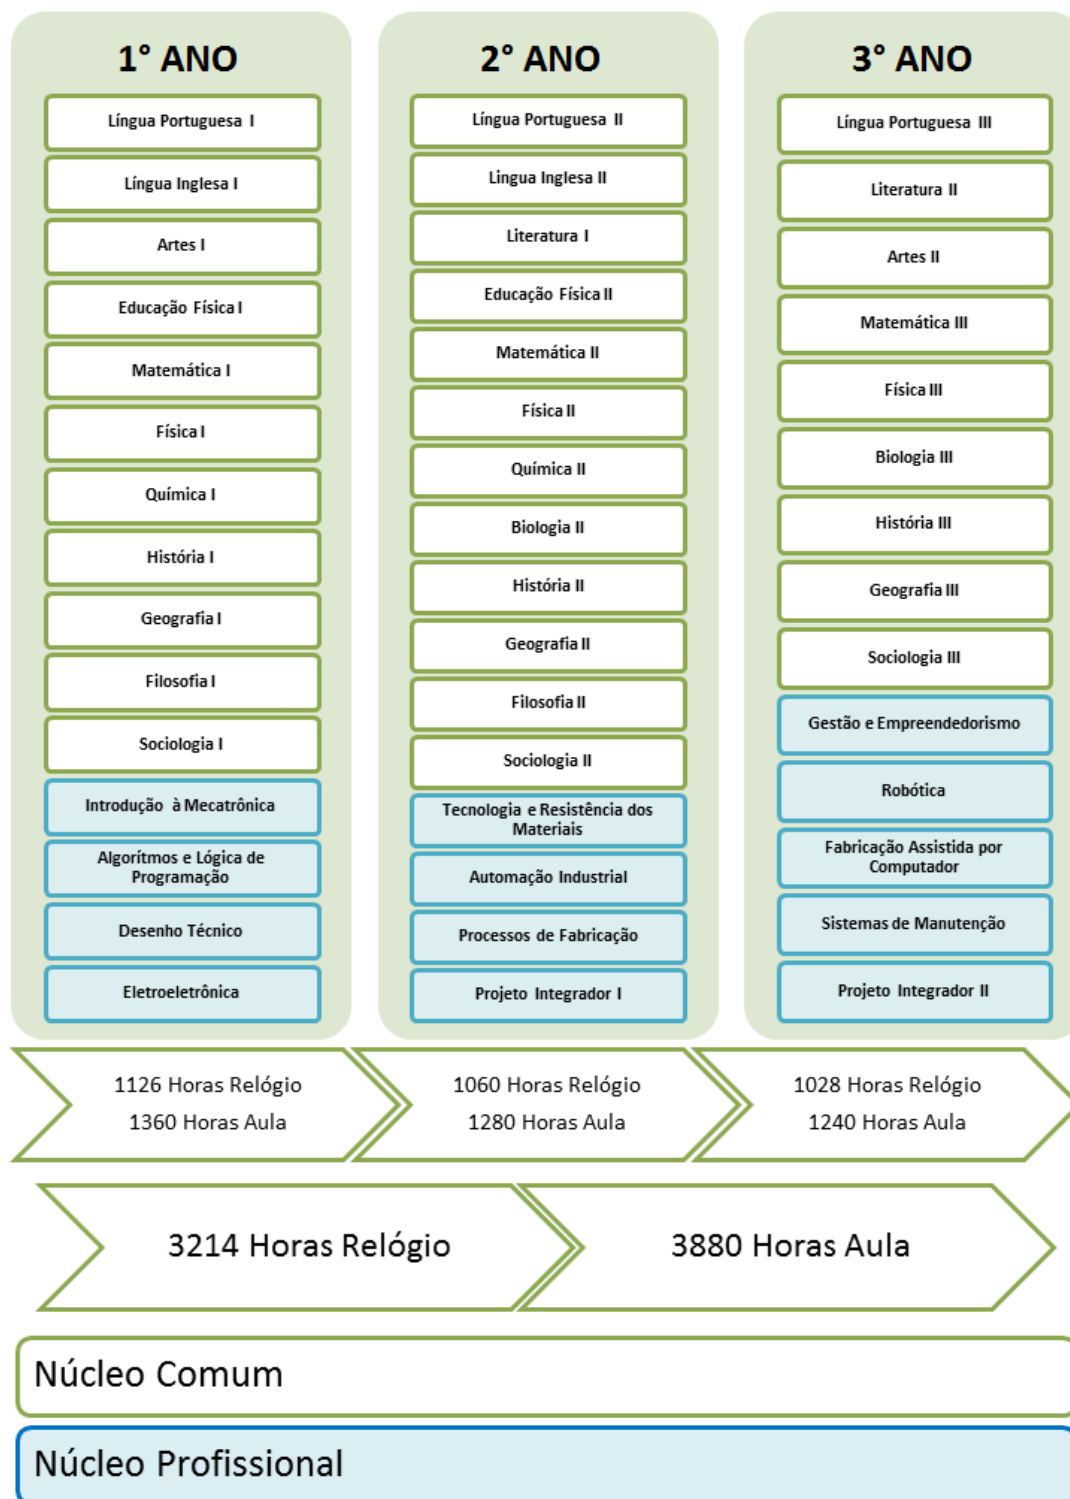 1° ANO
Língua Portuguesa I
Língua Inglesa I
Artes I
Educação Física I
Matemática I
Física I
Química I
História I
Geografia I
Filosofia I
Sociologia I
Introdução à Mecatrônica
Algorítmos e Lógica de
Programação
Desenho Técnico
Eletroeletrônica
2° ANO
Língua Portuguesa II
Lingua Inglesa II
Literatura I
Educação Física II
Matemática II
Física II
Química II
Biologia II
História II
Geografia II
Filosofia II
Sociologia II
Tecnologia e Resistência dos
Materiais
Automação Industrial
Processos de Fabricação
Projeto Integrador I
3° ANO
Língua Portuguesa III
Literatura II
Artes II
Matemática III
Física III
Biologia III
História III
Geografia III
Sociologia III
Gestão e Empreendedorismo
Robótica
Fabricação Assistida por
Computador
Sistemas de Manutenção
Projeto Integrador II
1126 Horas Relógio
1360 Horas Aula
1060 Horas Relógio
1280 Horas Aula
1028 Horas Relógio
1240 Horas Aula
3214 Horas Relógio
3880 Horas Aula
Núcleo Comum
Núcleo Profissional